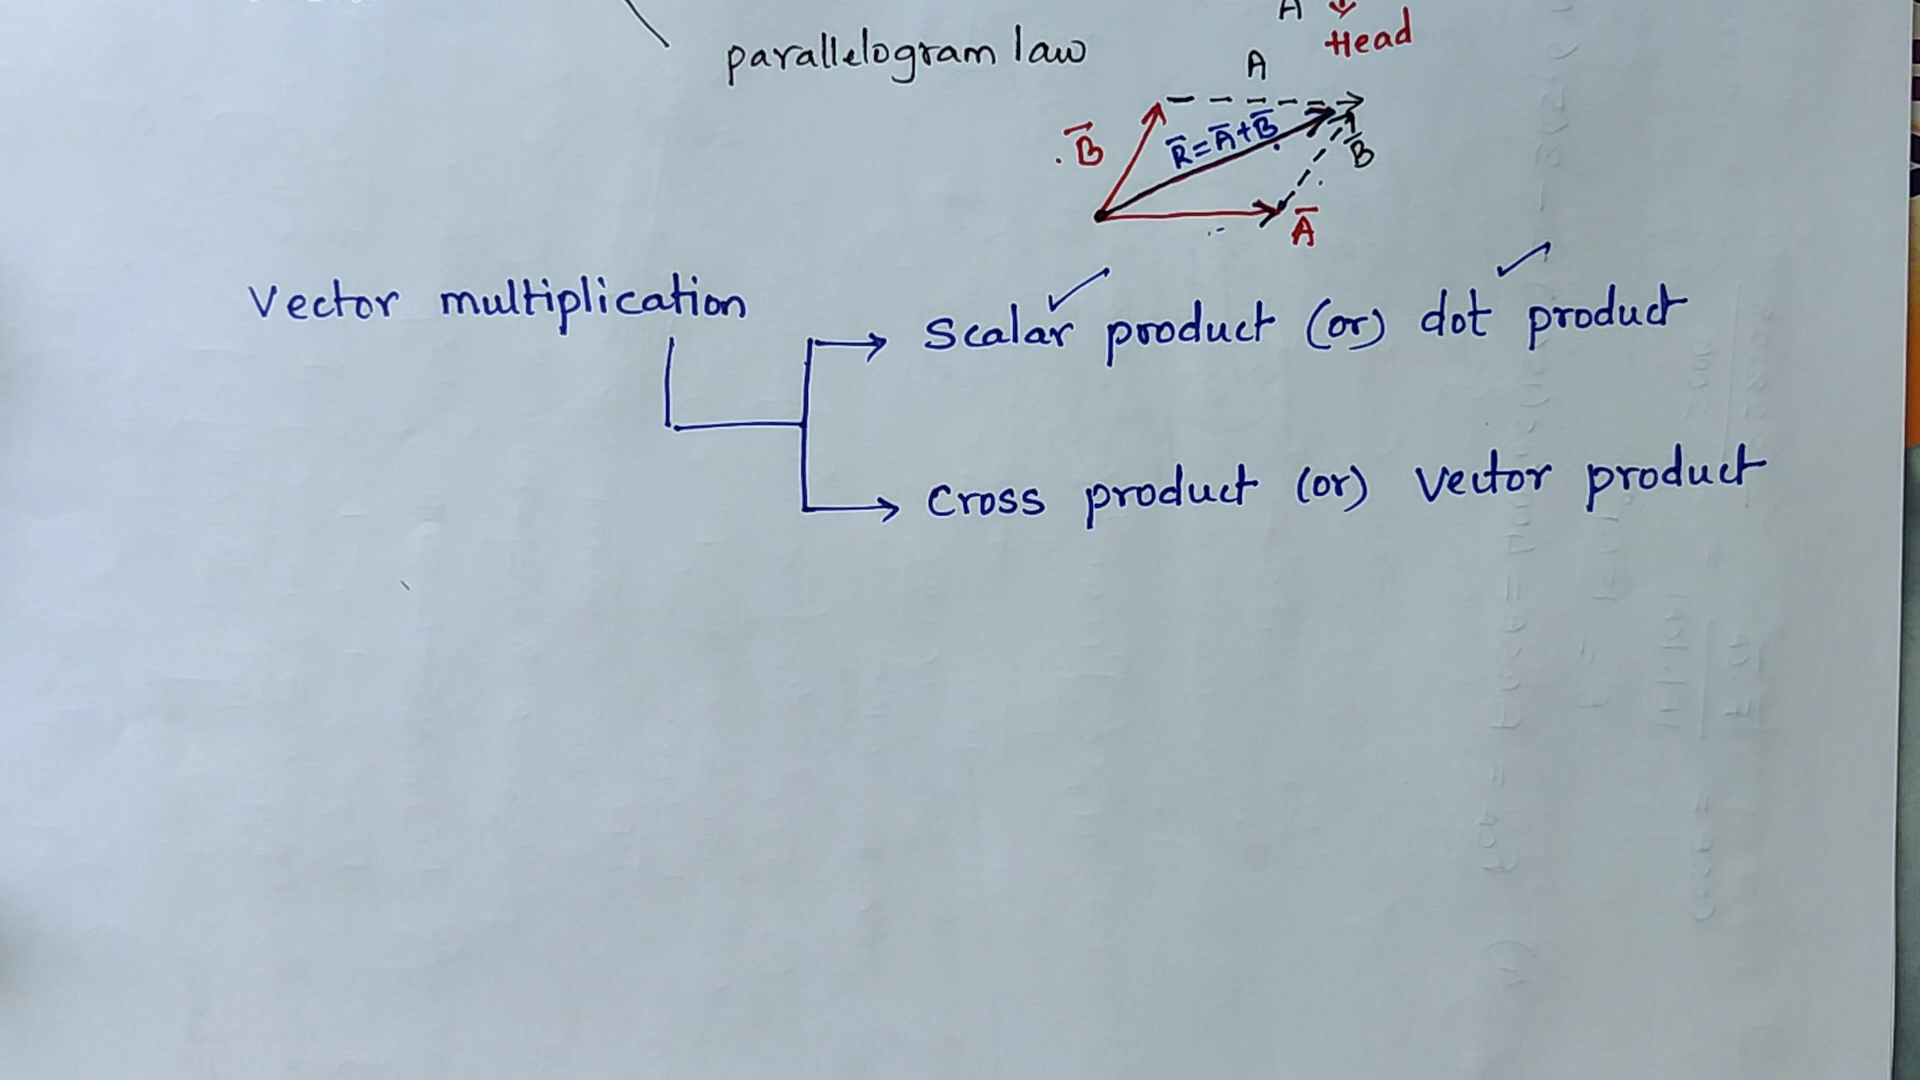 Head
parallelogram law
A
B⃗
R̄=Ā+B̄
B
Ā
Vector multiplication
Scalar product (or) dot product
Cross product (or) Vector product